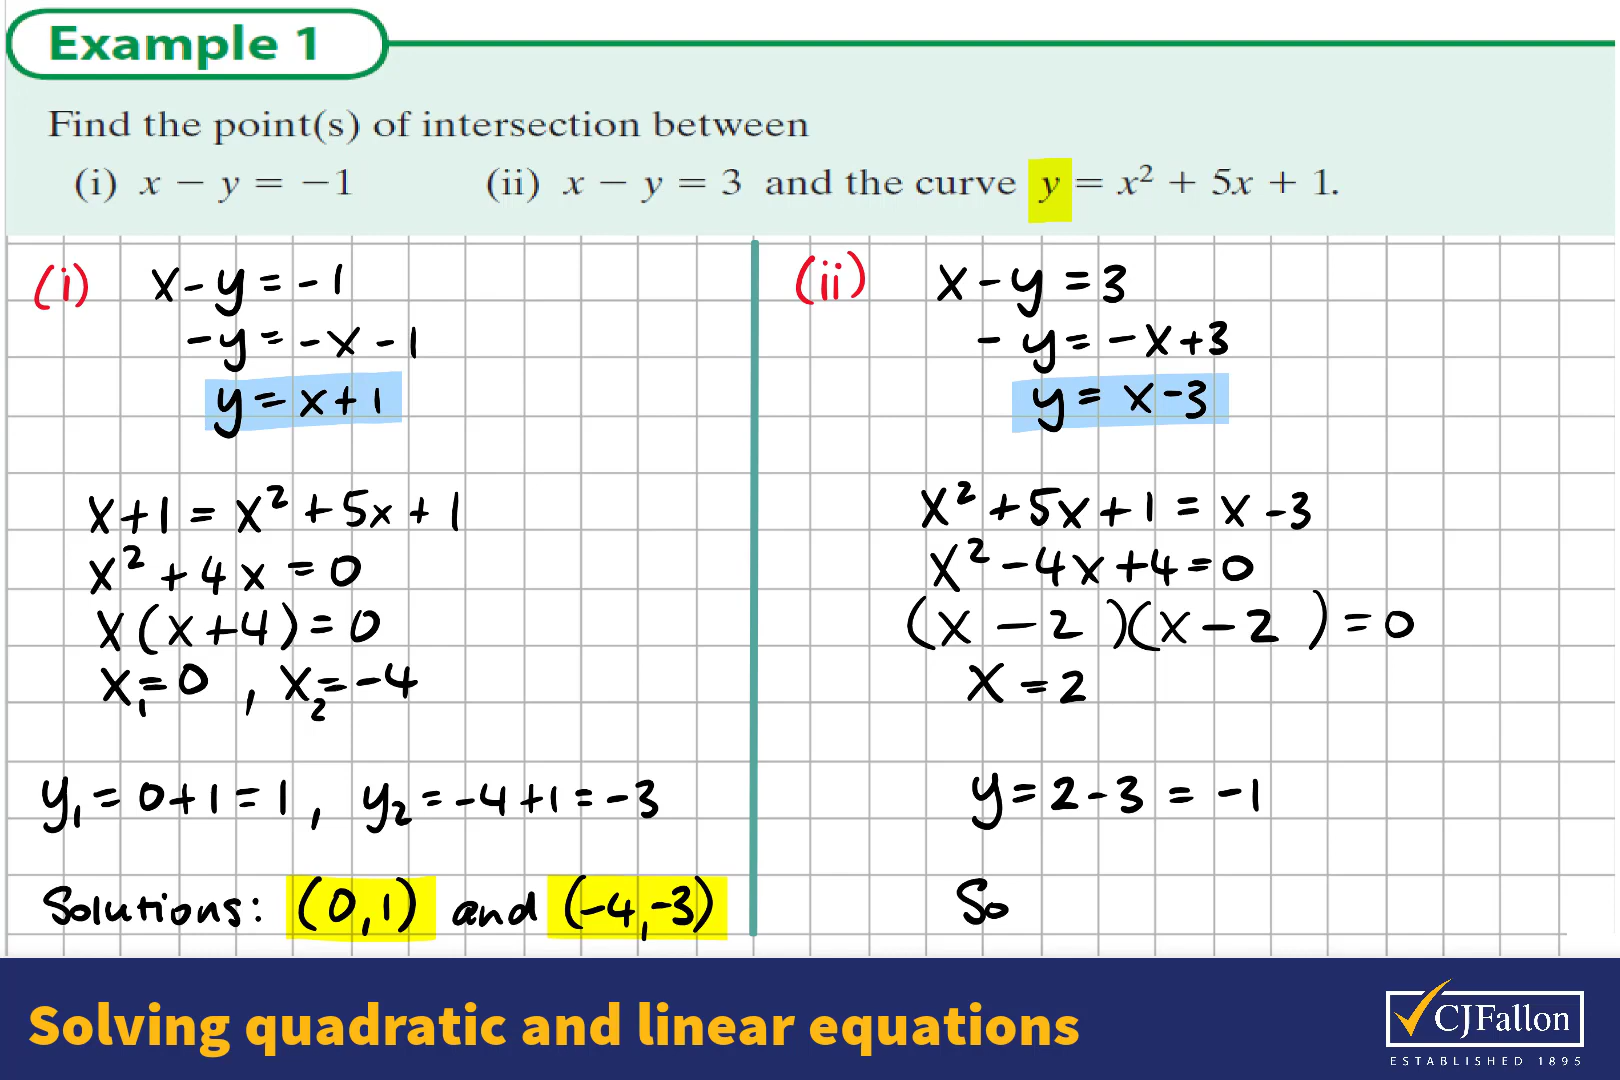 Example 1
Find the point(s) of intersection between
(i) x − y = −1 (ii) x − y = 3 and the curve y = x² + 5x + 1.
(i) x - y = -1
-y = -x - 1
y = x + 1
x + 1 = x² + 5x + 1
x² + 4x = 0
x(x + 4) = 0
x₁ = 0 , x₂ = -4
y₁ = 0 + 1 = 1 , y₂ = -4 + 1 = -3
Solutions: (0, 1) and (-4, -3)
(ii) x - y = 3
- y = -x + 3
y = x - 3
x² + 5x + 1 = x - 3
x² - 4x + 4 = 0
(x - 2 )(x - 2 ) = 0
x = 2
y = 2 - 3 = -1
So
Solving quadratic and linear equations
CJFallon
ESTABLISHED 1895